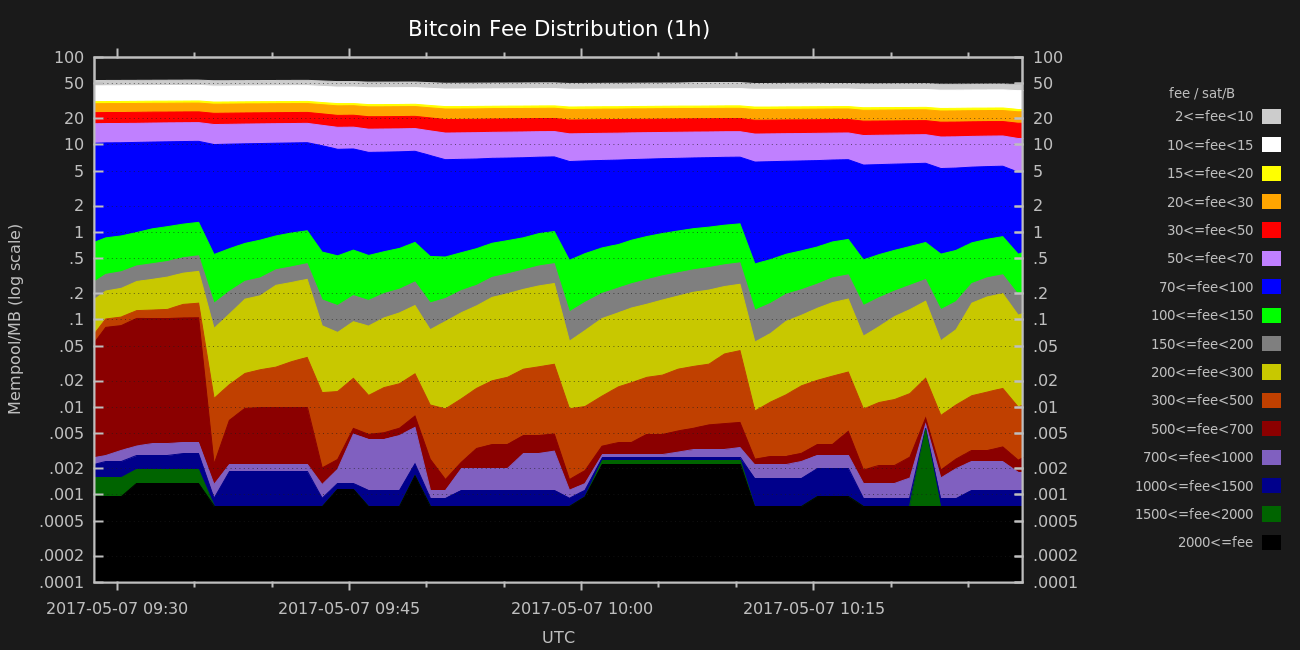 Bitcoin Fee Distribution (1h)
Mempool/MB (log scale)
100
50
20
10
5
2
1
.5
.2
.1
.05
.02
.01
.005
.002
.001
.0005
.0002
.0001
100
50
20
10
5
2
1
.5
.2
.1
.05
.02
.01
.005
.002
.001
.0005
.0002
.0001
2017-05-07 09:30 2017-05-07 09:45 2017-05-07 10:00 2017-05-07 10:15
UTC
fee / sat/B
2<=fee<10
10<=fee<15
15<=fee<20
20<=fee<30
30<=fee<50
50<=fee<70
70<=fee<100
100<=fee<150
150<=fee<200
200<=fee<300
300<=fee<500
500<=fee<700
700<=fee<1000
1000<=fee<1500
1500<=fee<2000
2000<=fee